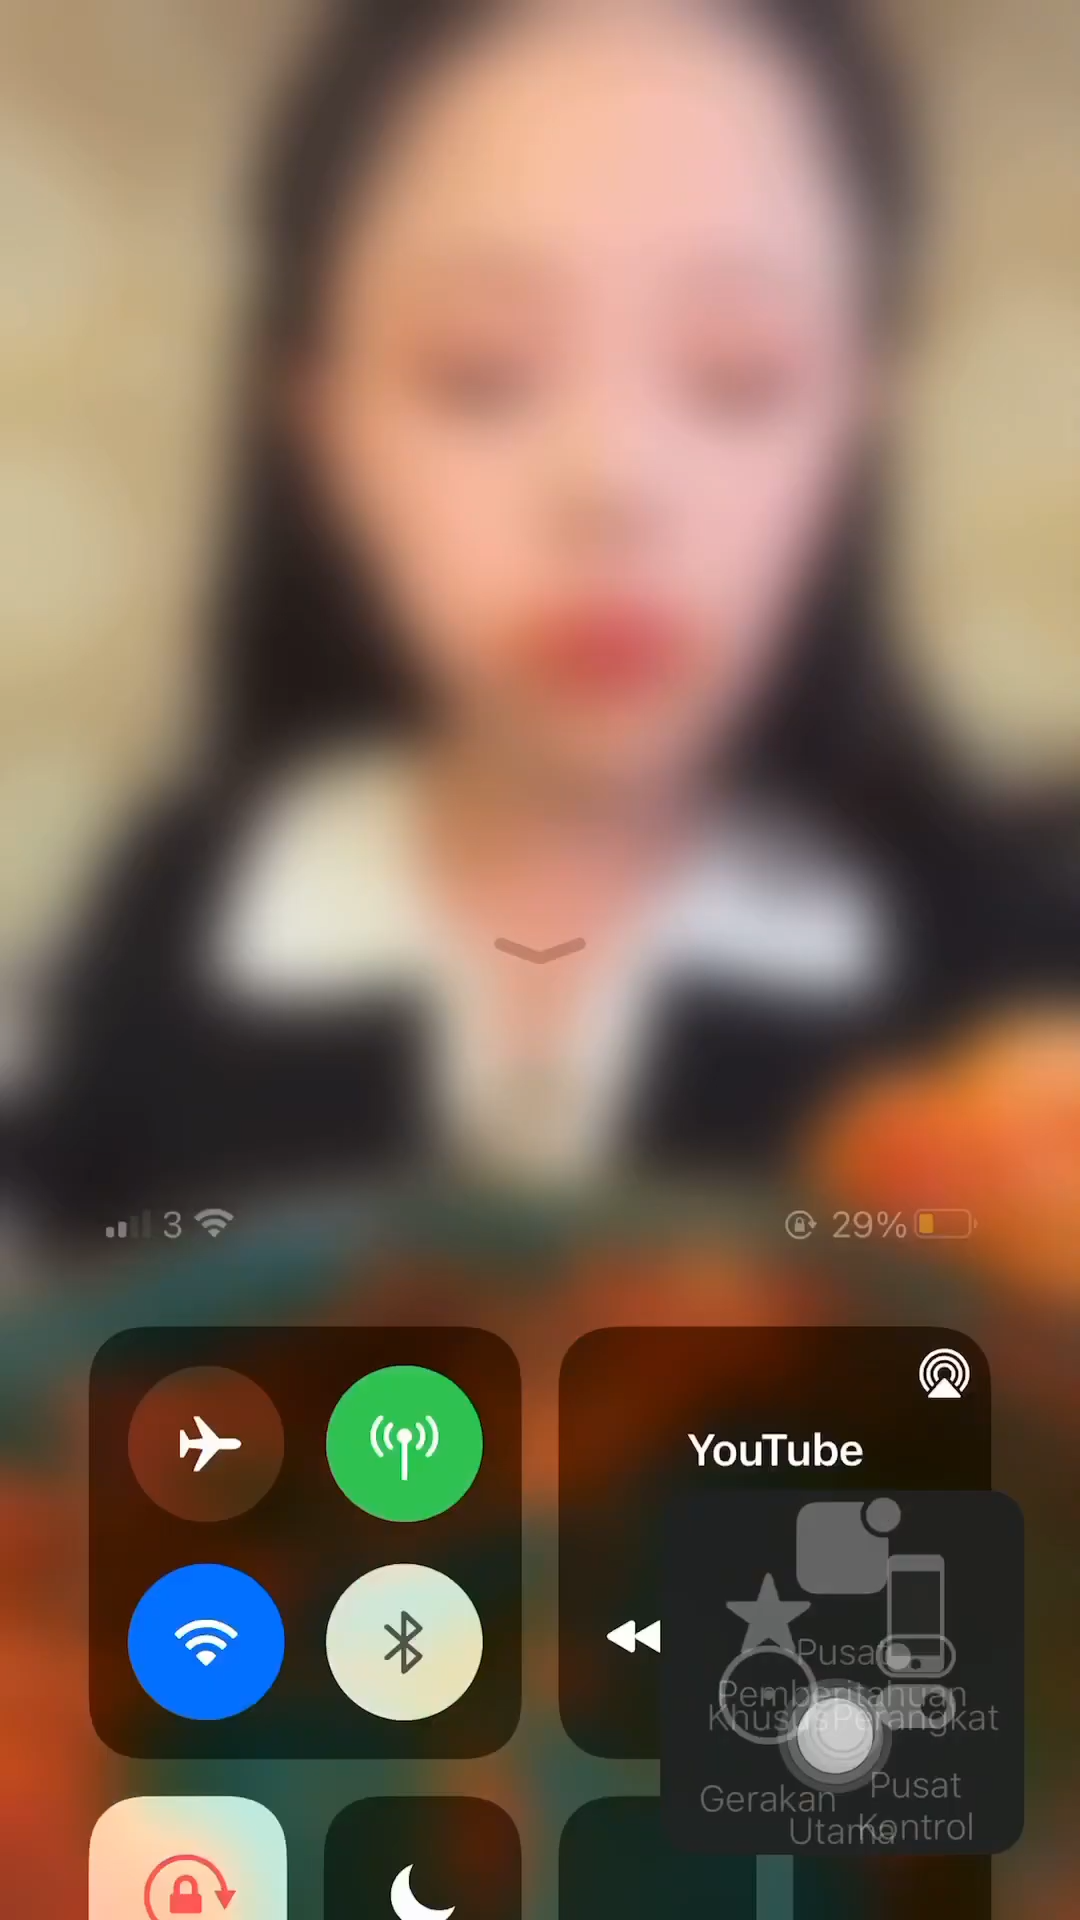 3
29%
YouTube
Pusat
Pemberitahuan
Khusus
Perangkat
Gerakan
Pusat
Kontrol
Utama